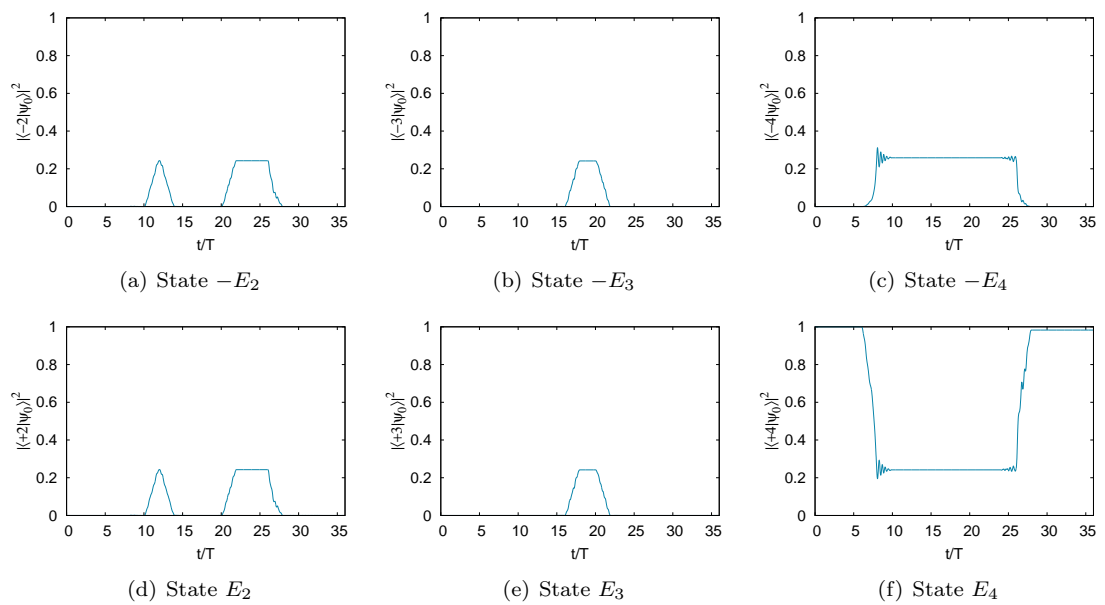 1
0.8
0.6
0.4
0.2
0
|⟨−2|ψ₀⟩|²
0 5 10 15 20 25 30 35
t/T
(a) State −E₂
1
0.8
0.6
0.4
0.2
0
|⟨−3|ψ₀⟩|²
0 5 10 15 20 25 30 35
t/T
(b) State −E₃
1
0.8
0.6
0.4
0.2
0
|⟨−4|ψ₀⟩|²
0 5 10 15 20 25 30 35
t/T
(c) State −E₄
1
0.8
0.6
0.4
0.2
0
|⟨+2|ψ₀⟩|²
0 5 10 15 20 25 30 35
t/T
(d) State E₂
1
0.8
0.6
0.4
0.2
0
|⟨+3|ψ₀⟩|²
0 5 10 15 20 25 30 35
t/T
(e) State E₃
1
0.8
0.6
0.4
0.2
0
|⟨+4|ψ₀⟩|²
0 5 10 15 20 25 30 35
t/T
(f) State E₄